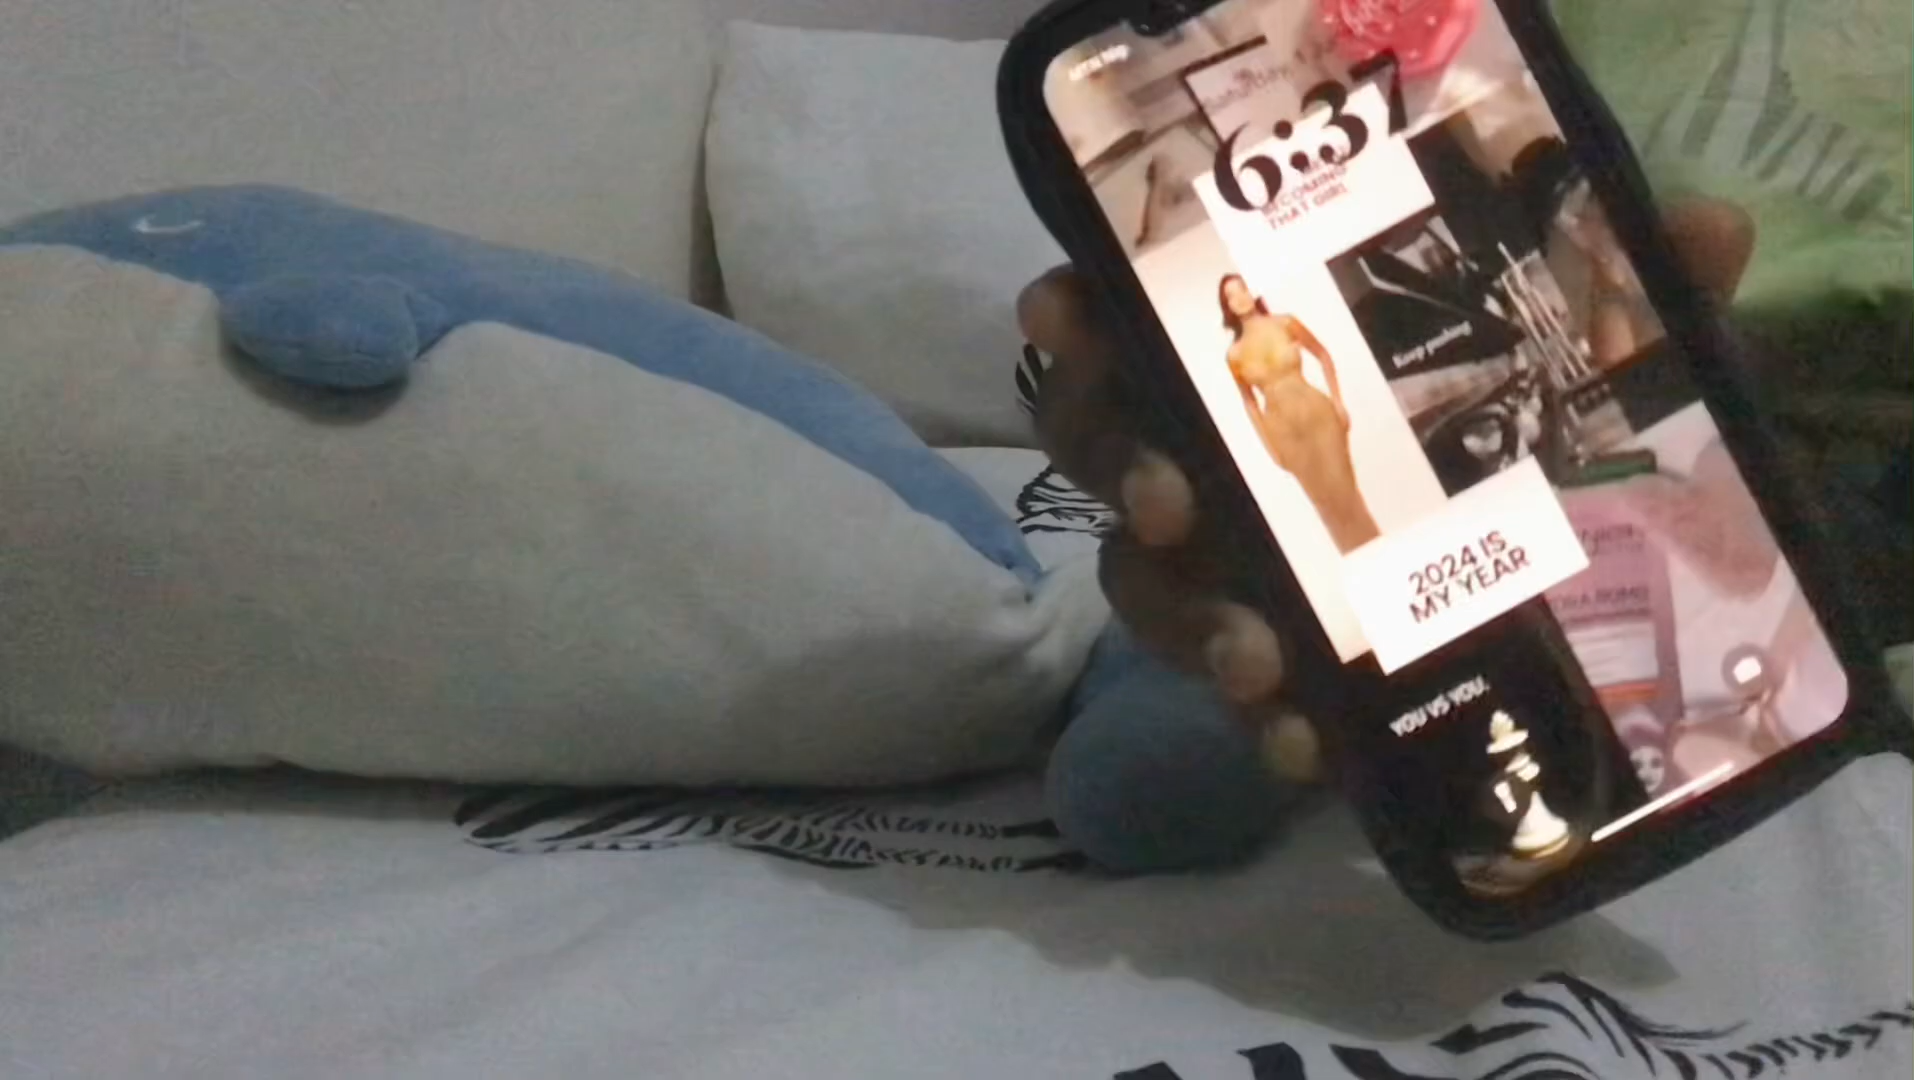 6:37
BECOMING
THAT GIRL
Keep pushing
2024 IS
MY YEAR
YOU VS YOU.